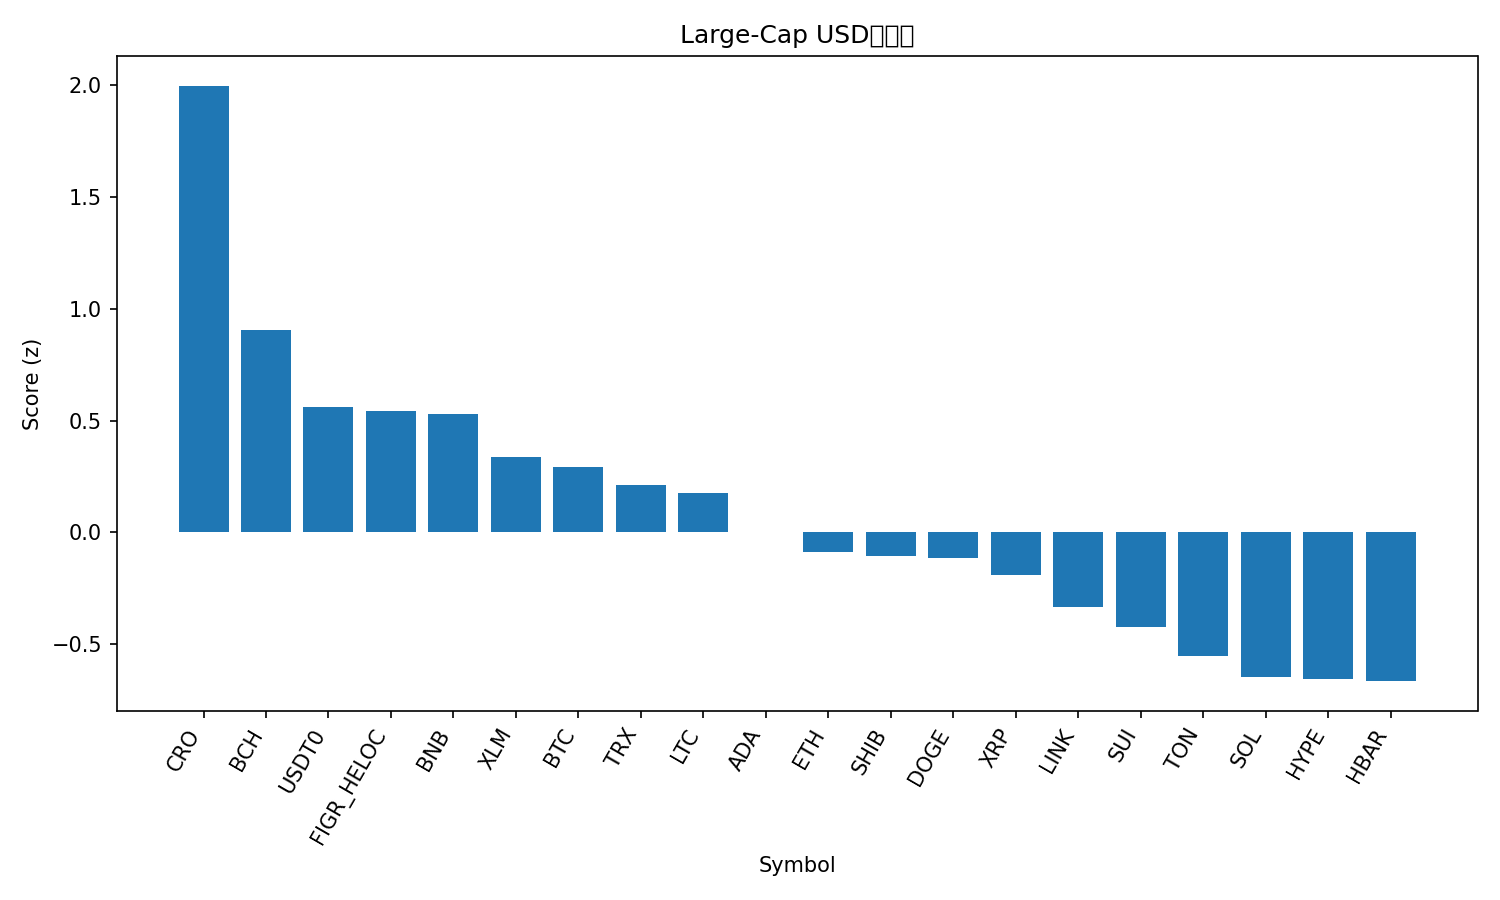 Large-Cap USD
Score (z)
2.0
1.5
1.0
0.5
0.0
−0.5
CRO
BCH
USDT0
FIGR_HELOC
BNB
XLM
BTC
TRX
LTC
ADA
ETH
SHIB
DOGE
XRP
LINK
SUI
TON
SOL
HYPE
HBAR
Symbol